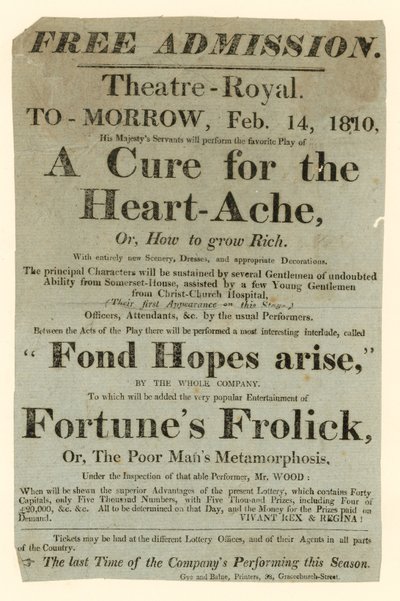 FREE ADMISSION.
Theatre-Royal.
TO-MORROW, Feb. 14, 1810,
His Majesty's Servants will perform the favorite Play of
A Cure for the
Heart-Ache,
Or, How to grow Rich.
With entirely new Scenery, Dresses, and appropriate Decorations.
The principal Characters will be sustained by several Gentlemen of undoubted
Ability from Somerset-House, assisted by a few Young Gentlemen
from Christ-Church Hospital,
(Their first Appearance on this Stage)
Officers, Attendants, &c. by the usual Performers.
Between the Acts of the Play there will be performed a most interesting interlude, called
"Fond Hopes arise,"
BY THE WHOLE COMPANY.
To which will be added the very popular Entertainment of
Fortune's Frolick,
Or, The Poor Man's Metamorphosis,
Under the Inspection of that able Performer, Mr. WOOD:
When will be shewn the superior Advantages of the present Lottery, which contains Forty
Capitals, only Five Thousand Numbers, with Five Thousand Prizes, including Four of
£20,000, &c. &c. All to be determined on that Day, and the Money for the Prizes paid on
Demand. VIVANT REX & REGINA!
Tickets may be had at the different Lottery Offices, and of their Agents in all parts
of the Country.
☞ The last Time of the Company's Performing this Season.
Gye and Balne, Printers, 38, Gracechurch-Street.